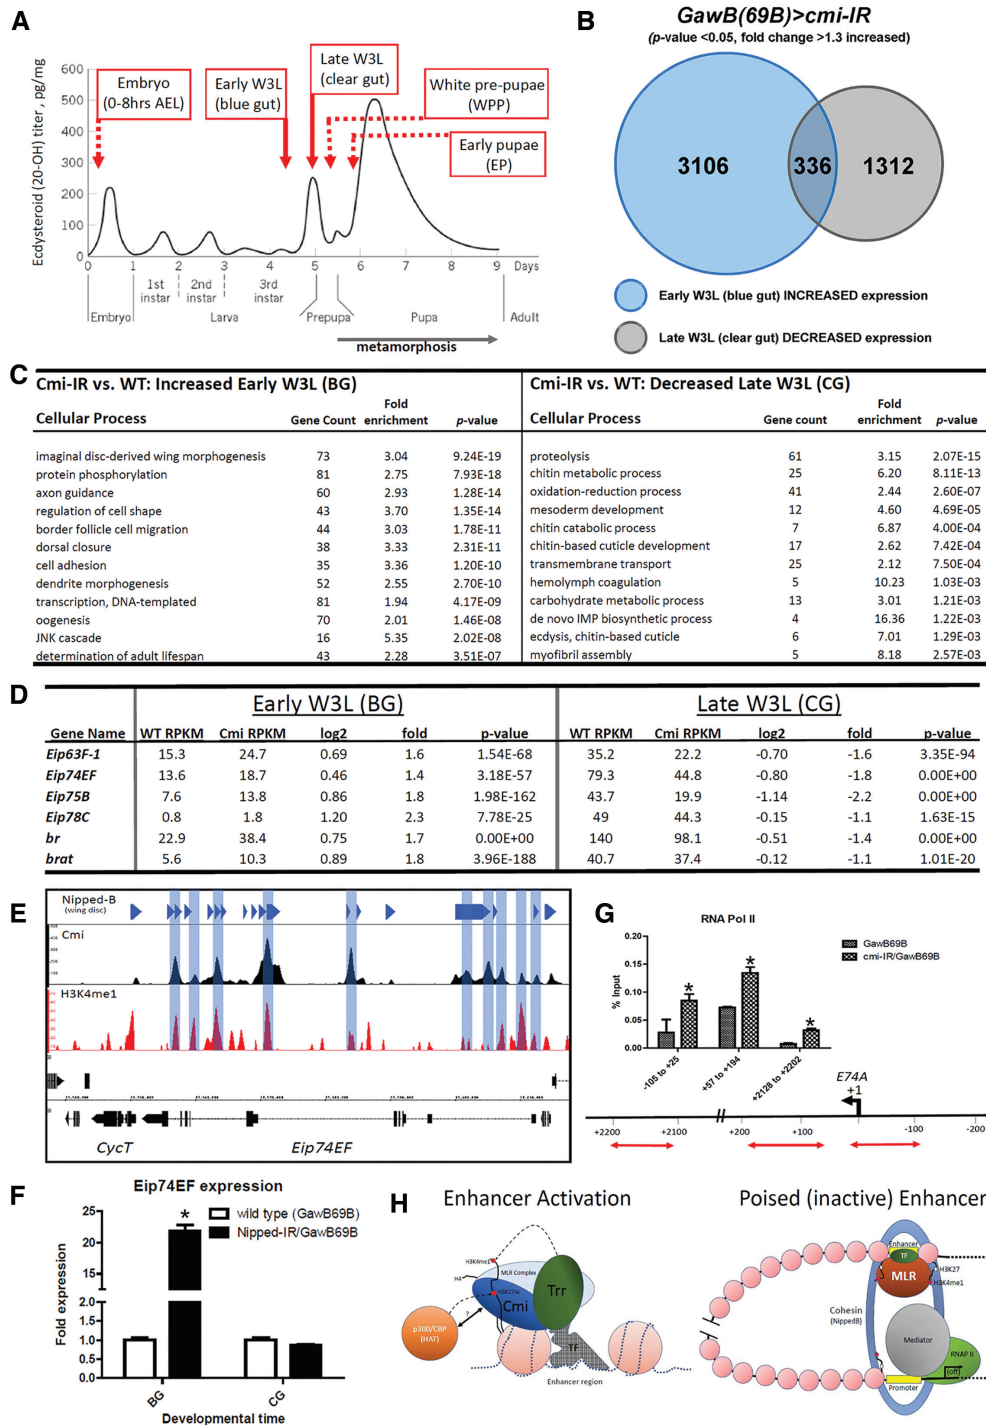 A
Ecdysteroid (20-OH) titer , pg/mg
600
500
400
300
200
100
0
Embryo
(0-8hrs AEL)
Early W3L
(blue gut)
Late W3L
(clear gut)
White pre-pupae
(WPP)
Early pupae
(EP)
0 1 2 3 4 5 6 7 8 9 Days
1st instar
2nd instar
3rd instar
Embryo
Larva
Prepupa
Pupa
Adult
metamorphosis
B
GawB(69B)>cmi-IR
(p-value <0.05, fold change >1.3 increased)
3106
336
1312
Early W3L (blue gut) INCREASED expression
Late W3L (clear gut) DECREASED expression
C
Cmi-IR vs. WT: Increased Early W3L (BG)
Cellular Process Gene Count Fold enrichment p-value
imaginal disc-derived wing morphogenesis 73 3.04 9.24E-19
protein phosphorylation 81 2.75 7.93E-18
axon guidance 60 2.93 1.28E-14
regulation of cell shape 43 3.70 1.35E-14
border follicle cell migration 44 3.03 1.78E-11
dorsal closure 38 3.33 2.31E-11
cell adhesion 35 3.36 1.20E-10
dendrite morphogenesis 52 2.55 2.70E-10
transcription, DNA-templated 81 1.94 4.17E-09
oogenesis 70 2.01 1.46E-08
JNK cascade 16 5.35 2.02E-08
determination of adult lifespan 43 2.28 3.51E-07
Cmi-IR vs. WT: Decreased Late W3L (CG)
Cellular Process Gene count Fold enrichment p-value
proteolysis 61 3.15 2.07E-15
chitin metabolic process 25 6.20 8.11E-13
oxidation-reduction process 41 2.44 2.60E-07
mesoderm development 12 4.60 4.69E-05
chitin catabolic process 7 6.87 4.00E-04
chitin-based cuticle development 17 2.62 7.42E-04
transmembrane transport 25 2.12 7.50E-04
hemolymph coagulation 5 10.23 1.03E-03
carbohydrate metabolic process 13 3.01 1.21E-03
de novo IMP biosynthetic process 4 16.36 1.22E-03
ecdysis, chitin-based cuticle 6 7.01 1.29E-03
myofibril assembly 5 8.18 2.57E-03
D
Early W3L (BG) Late W3L (CG)
Gene Name WT RPKM Cmi RPKM log2 fold p-value WT RPKM Cmi RPKM log2 fold p-value
Eip63F-1 15.3 24.7 0.69 1.6 1.54E-68 35.2 22.2 -0.70 -1.6 3.35E-94
Eip74EF 13.6 18.7 0.46 1.4 3.18E-57 79.3 44.8 -0.80 -1.8 0.00E+00
Eip75B 7.6 13.8 0.86 1.8 1.98E-162 43.7 19.9 -1.14 -2.2 0.00E+00
Eip78C 0.8 1.8 1.20 2.3 7.78E-25 49 44.3 -0.15 -1.1 1.63E-15
br 22.9 38.4 0.75 1.7 0.00E+00 140 98.1 -0.51 -1.4 0.00E+00
brat 5.6 10.3 0.89 1.8 3.96E-188 40.7 37.4 -0.12 -1.1 1.01E-20
E
Nipped-B
(wing disc)
Cmi
H3K4me1
CycT
Eip74EF
F
Eip74EF expression
Fold expression
25
20
15
10
2.0
1.5
1.0
0.5
0.0
*
wild type (GawB69B)
Nipped-IR/GawB69B
BG
CG
Developmental time
G
RNA Pol II
% Input
0.20
0.15
0.10
0.05
0.00
* * *
GawB69B
cmi-IR/GawB69B
-105 to +25
+57 to +194
+2128 to +2202
E74A
+1
+2200 +2100 +200 +100 -100 -200
H
Enhancer Activation
H3K4me1
H4
MLR Complex
H3K27ac
Cmi
Trr
?
p300/CBP
(HAT)
TF
Enhancer region
Poised (inactive) Enhancer
Enhancer
TF
MLR
H3K27
H3K4me1
Cohesin
(NippedB)
Mediator
RNAP II
(off)
Promoter